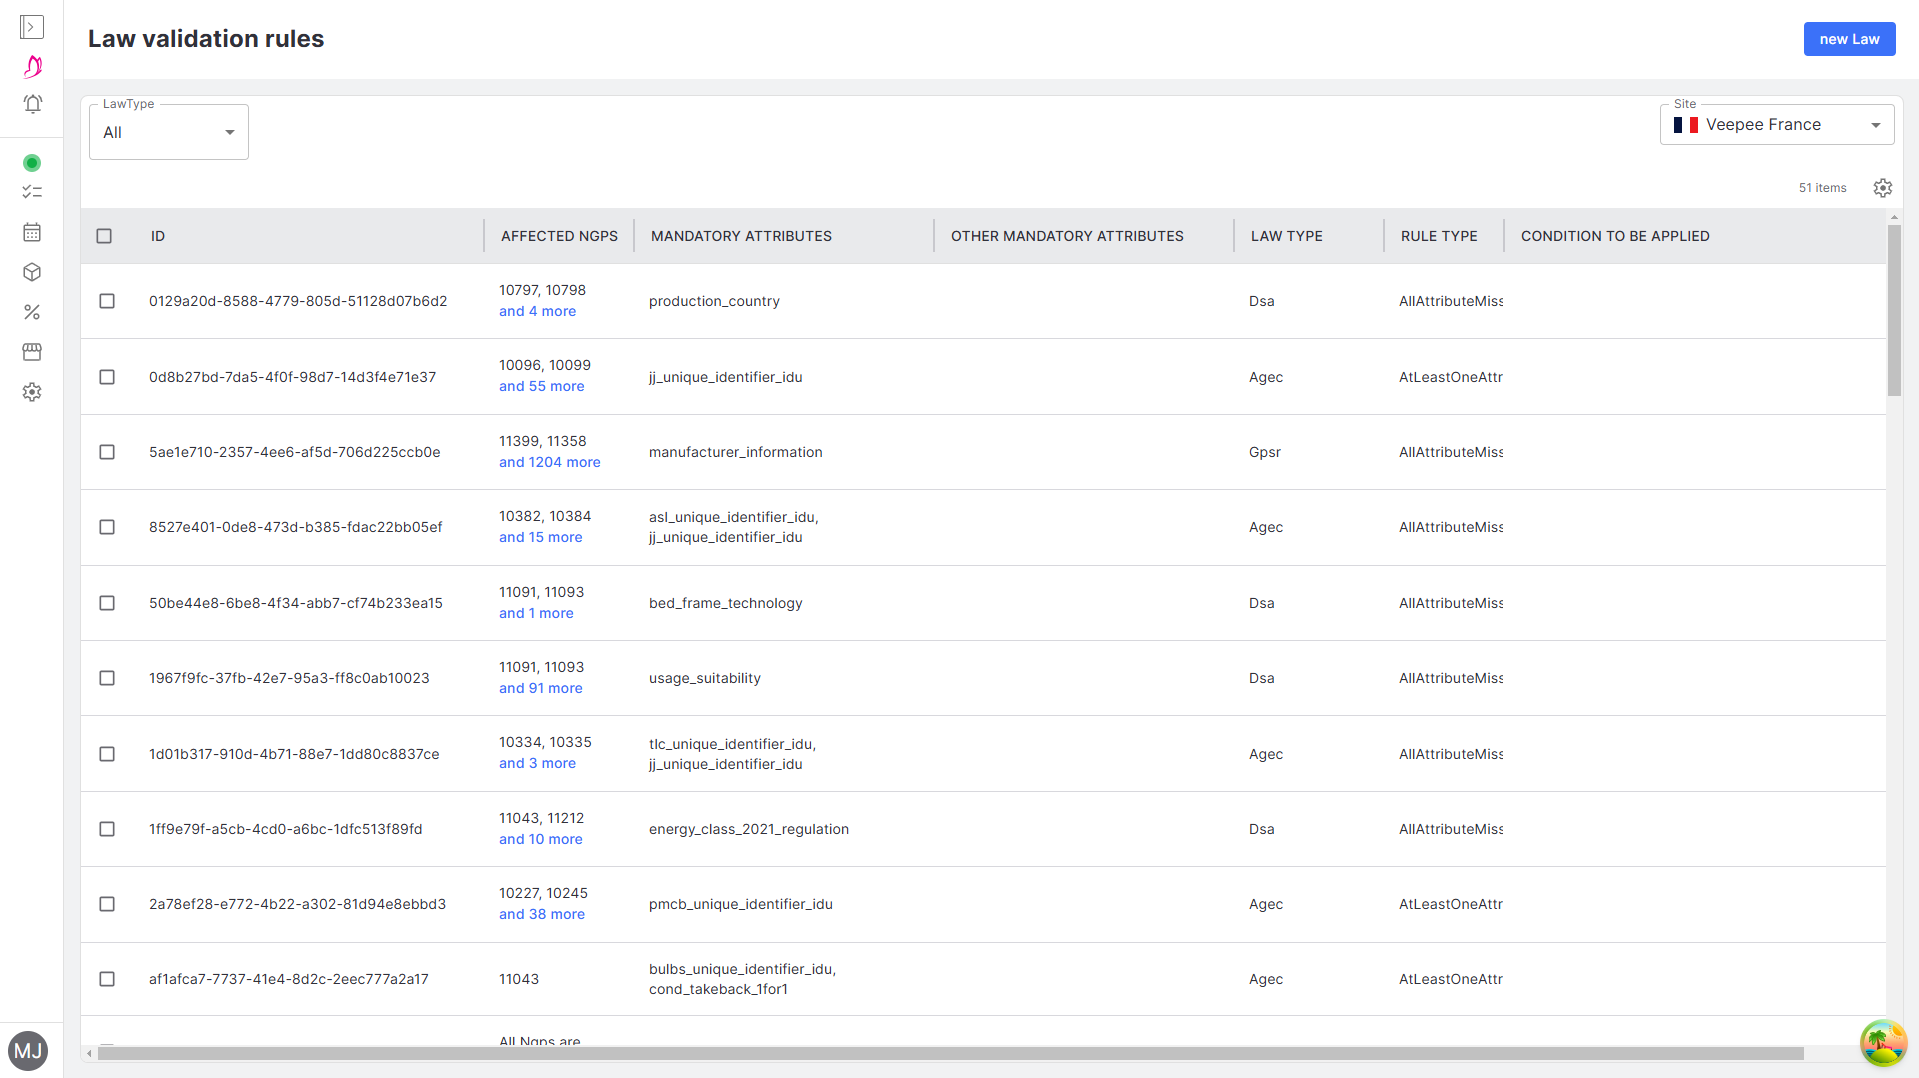 Law validation rules
new Law
LawType
All
Site
Veepee France
51 items
ID
AFFECTED NGPS
MANDATORY ATTRIBUTES
OTHER MANDATORY ATTRIBUTES
LAW TYPE
RULE TYPE
CONDITION TO BE APPLIED
0129a20d-8588-4779-805d-51128d07b6d2
10797, 10798
and 4 more
production_country
Dsa
AllAttributeMiss
0d8b27bd-7da5-4f0f-98d7-14d3f4e71e37
10096, 10099
and 55 more
jj_unique_identifier_idu
Agec
AtLeastOneAttr
5ae1e710-2357-4ee6-af5d-706d225ccb0e
11399, 11358
and 1204 more
manufacturer_information
Gpsr
AllAttributeMiss
8527e401-0de8-473d-b385-fdac22bb05ef
10382, 10384
and 15 more
asl_unique_identifier_idu,
jj_unique_identifier_idu
Agec
AllAttributeMiss
50be44e8-6be8-4f34-abb7-cf74b233ea15
11091, 11093
and 1 more
bed_frame_technology
Dsa
AllAttributeMiss
1967f9fc-37fb-42e7-95a3-ff8c0ab10023
11091, 11093
and 91 more
usage_suitability
Dsa
AllAttributeMiss
1d01b317-910d-4b71-88e7-1dd80c8837ce
10334, 10335
and 3 more
tlc_unique_identifier_idu,
jj_unique_identifier_idu
Agec
AllAttributeMiss
1ff9e79f-a5cb-4cd0-a6bc-1dfc513f89fd
11043, 11212
and 10 more
energy_class_2021_regulation
Dsa
AllAttributeMiss
2a78ef28-e772-4b22-a302-81d94e8ebbd3
10227, 10245
and 38 more
pmcb_unique_identifier_idu
Agec
AtLeastOneAttr
af1afca7-7737-41e4-8d2c-2eec777a2a17
11043
bulbs_unique_identifier_idu,
cond_takeback_1for1
Agec
AtLeastOneAttr
All Ngps are
MJ